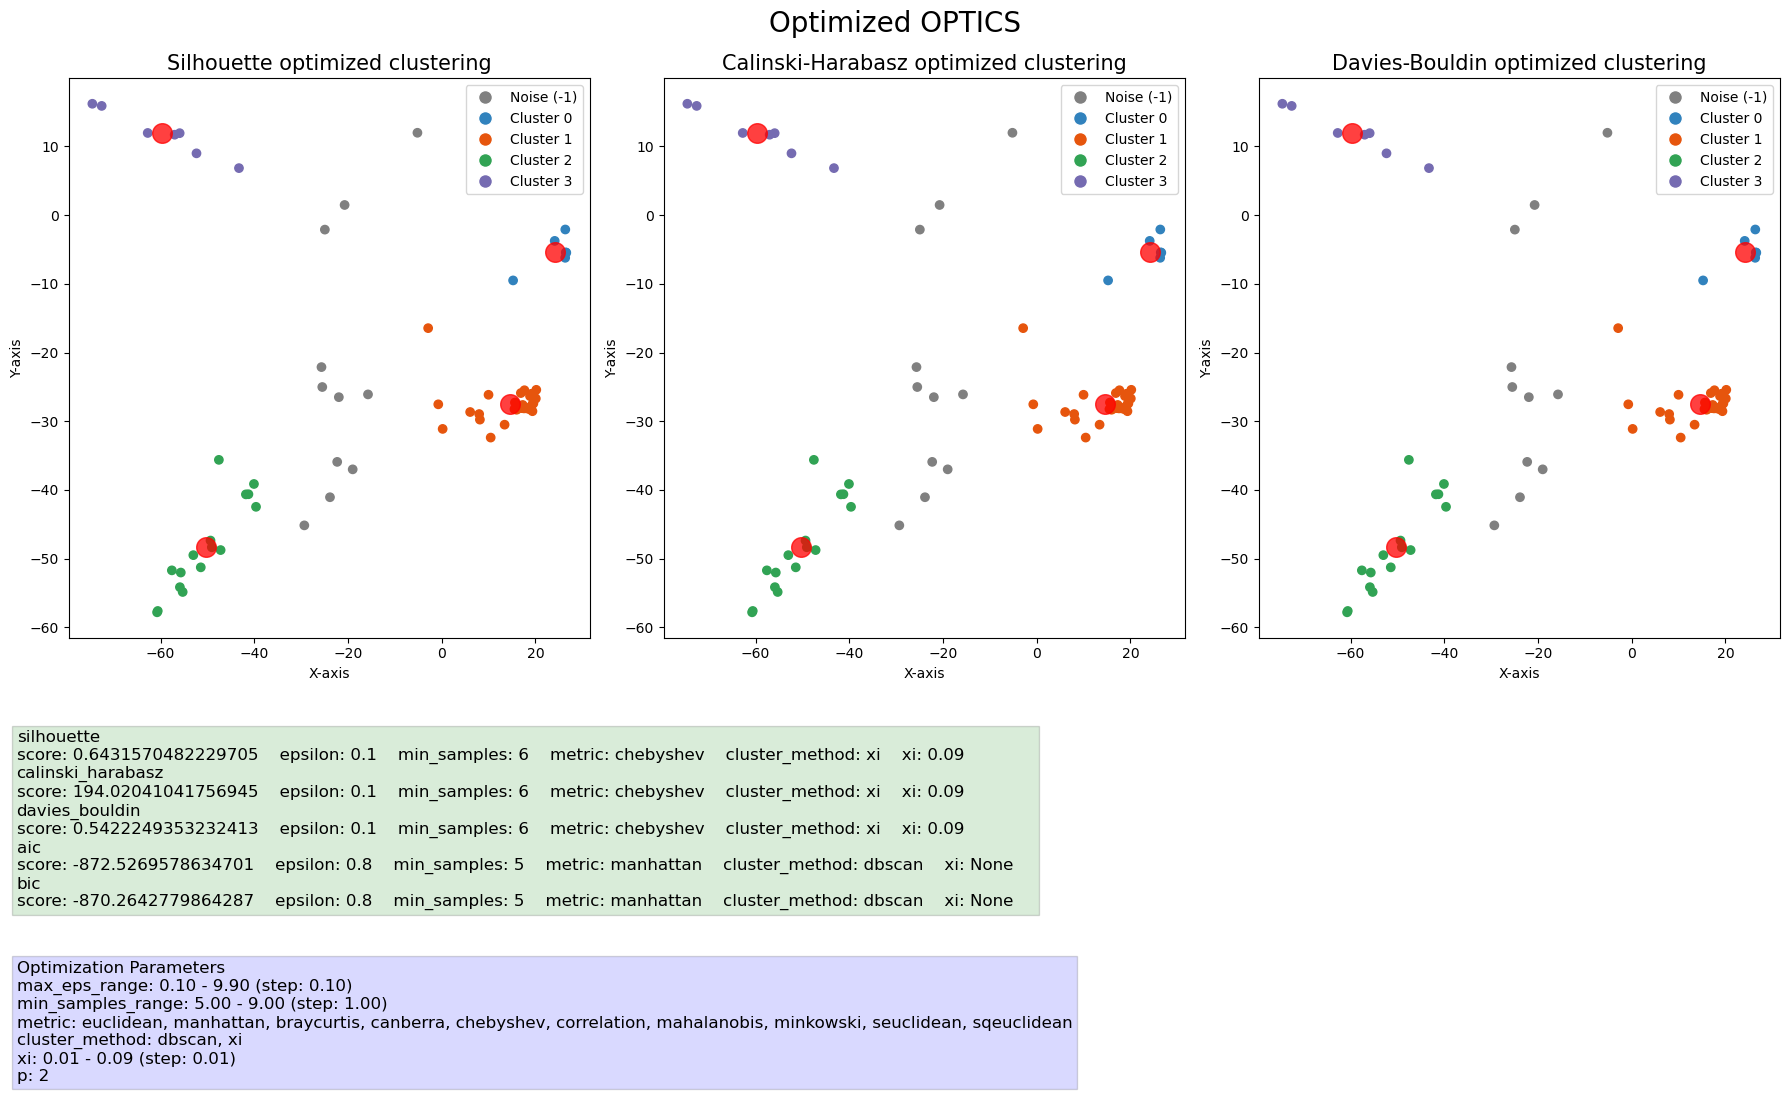 Optimized OPTICS
Silhouette optimized clustering
Noise (-1)
Cluster 0
Cluster 1
Cluster 2
Cluster 3
10
0
−10
−20
−30
−40
−50
−60
Y-axis
−60 −40 −20 0 20
X-axis
Calinski-Harabasz optimized clustering
Noise (-1)
Cluster 0
Cluster 1
Cluster 2
Cluster 3
10
0
−10
−20
−30
−40
−50
−60
Y-axis
−60 −40 −20 0 20
X-axis
Davies-Bouldin optimized clustering
Noise (-1)
Cluster 0
Cluster 1
Cluster 2
Cluster 3
10
0
−10
−20
−30
−40
−50
−60
Y-axis
−60 −40 −20 0 20
X-axis
silhouette
score: 0.6431570482229705 epsilon: 0.1 min_samples: 6 metric: chebyshev cluster_method: xi xi: 0.09
calinski_harabasz
score: 194.02041041756945 epsilon: 0.1 min_samples: 6 metric: chebyshev cluster_method: xi xi: 0.09
davies_bouldin
score: 0.5422249353232413 epsilon: 0.1 min_samples: 6 metric: chebyshev cluster_method: xi xi: 0.09
aic
score: -872.5269578634701 epsilon: 0.8 min_samples: 5 metric: manhattan cluster_method: dbscan xi: None
bic
score: -870.2642779864287 epsilon: 0.8 min_samples: 5 metric: manhattan cluster_method: dbscan xi: None
Optimization Parameters
max_eps_range: 0.10 - 9.90 (step: 0.10)
min_samples_range: 5.00 - 9.00 (step: 1.00)
metric: euclidean, manhattan, braycurtis, canberra, chebyshev, correlation, mahalanobis, minkowski, seuclidean, sqeuclidean
cluster_method: dbscan, xi
xi: 0.01 - 0.09 (step: 0.01)
p: 2